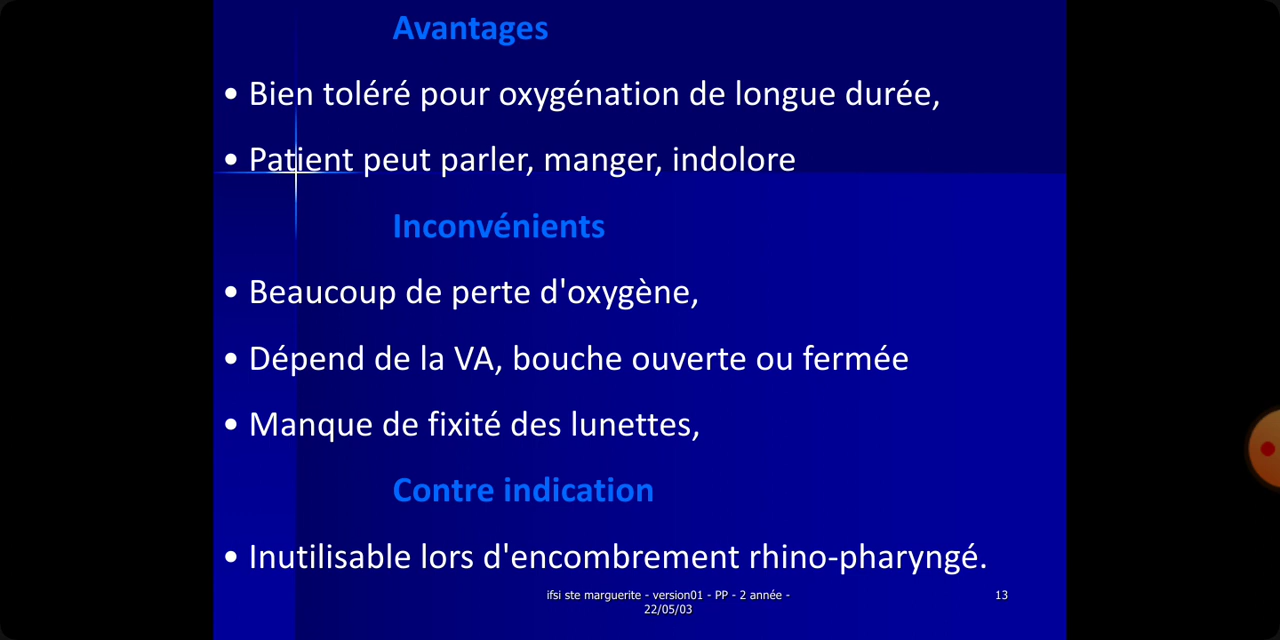 Avantages
• Bien toléré pour oxygénation de longue durée,
• Patient peut parler, manger, indolore
Inconvénients
• Beaucoup de perte d'oxygène,
• Dépend de la VA, bouche ouverte ou fermée
• Manque de fixité des lunettes,
Contre indication
• Inutilisable lors d'encombrement rhino-pharyngé.
ifsi ste marguerite - version01 - PP - 2 année -
22/05/03
13